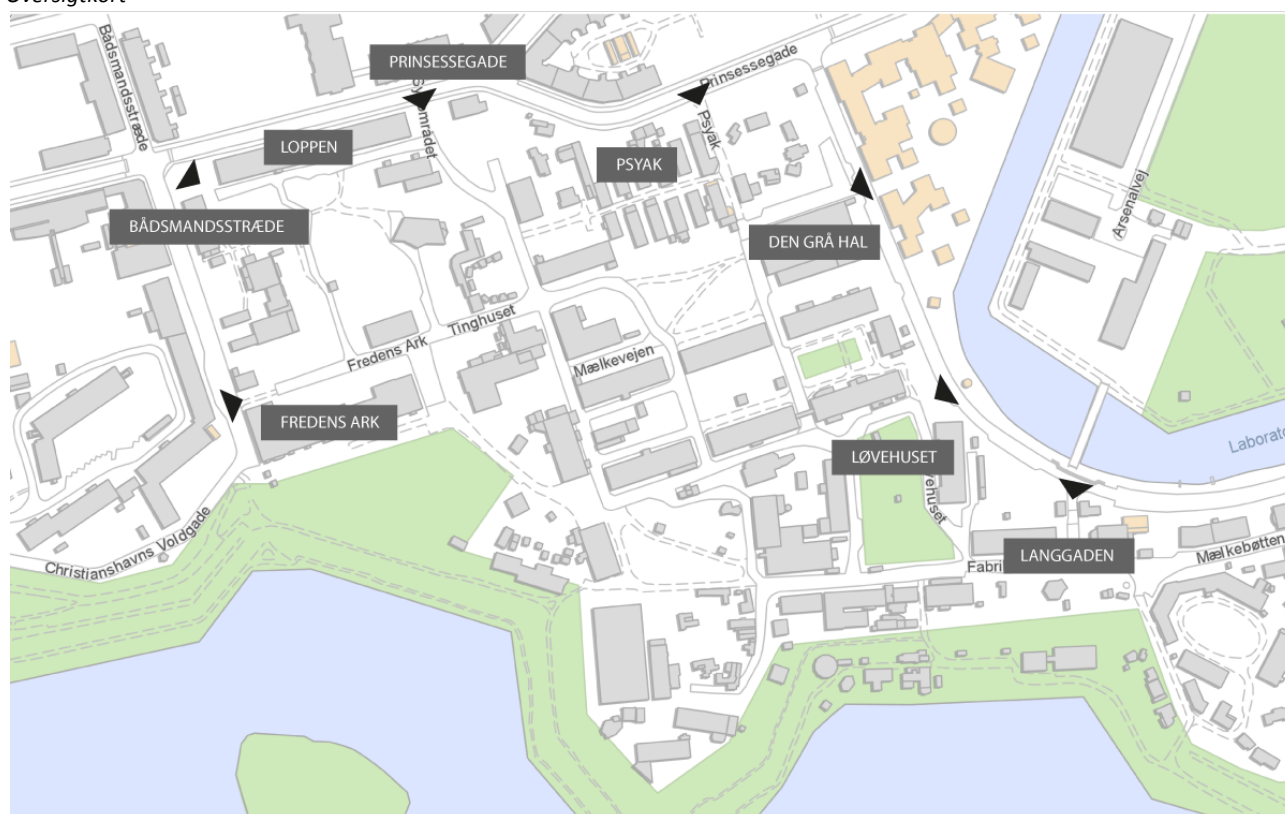 Oversigtkort
Bådsmandsstræde
PRINSESSEGADE
Prinsessegade
Psyak
LOPPEN
PSYAK
BÅDSMANDSSTRÆDE
DEN GRÅ HAL
Arsenalvej
Tinghuset
Fredens Ark
Mælkevejen
FREDENS ARK
LØVEHUSET
Laborato
Christianshavns Voldgade
LANGGADEN
Mælkebøtten